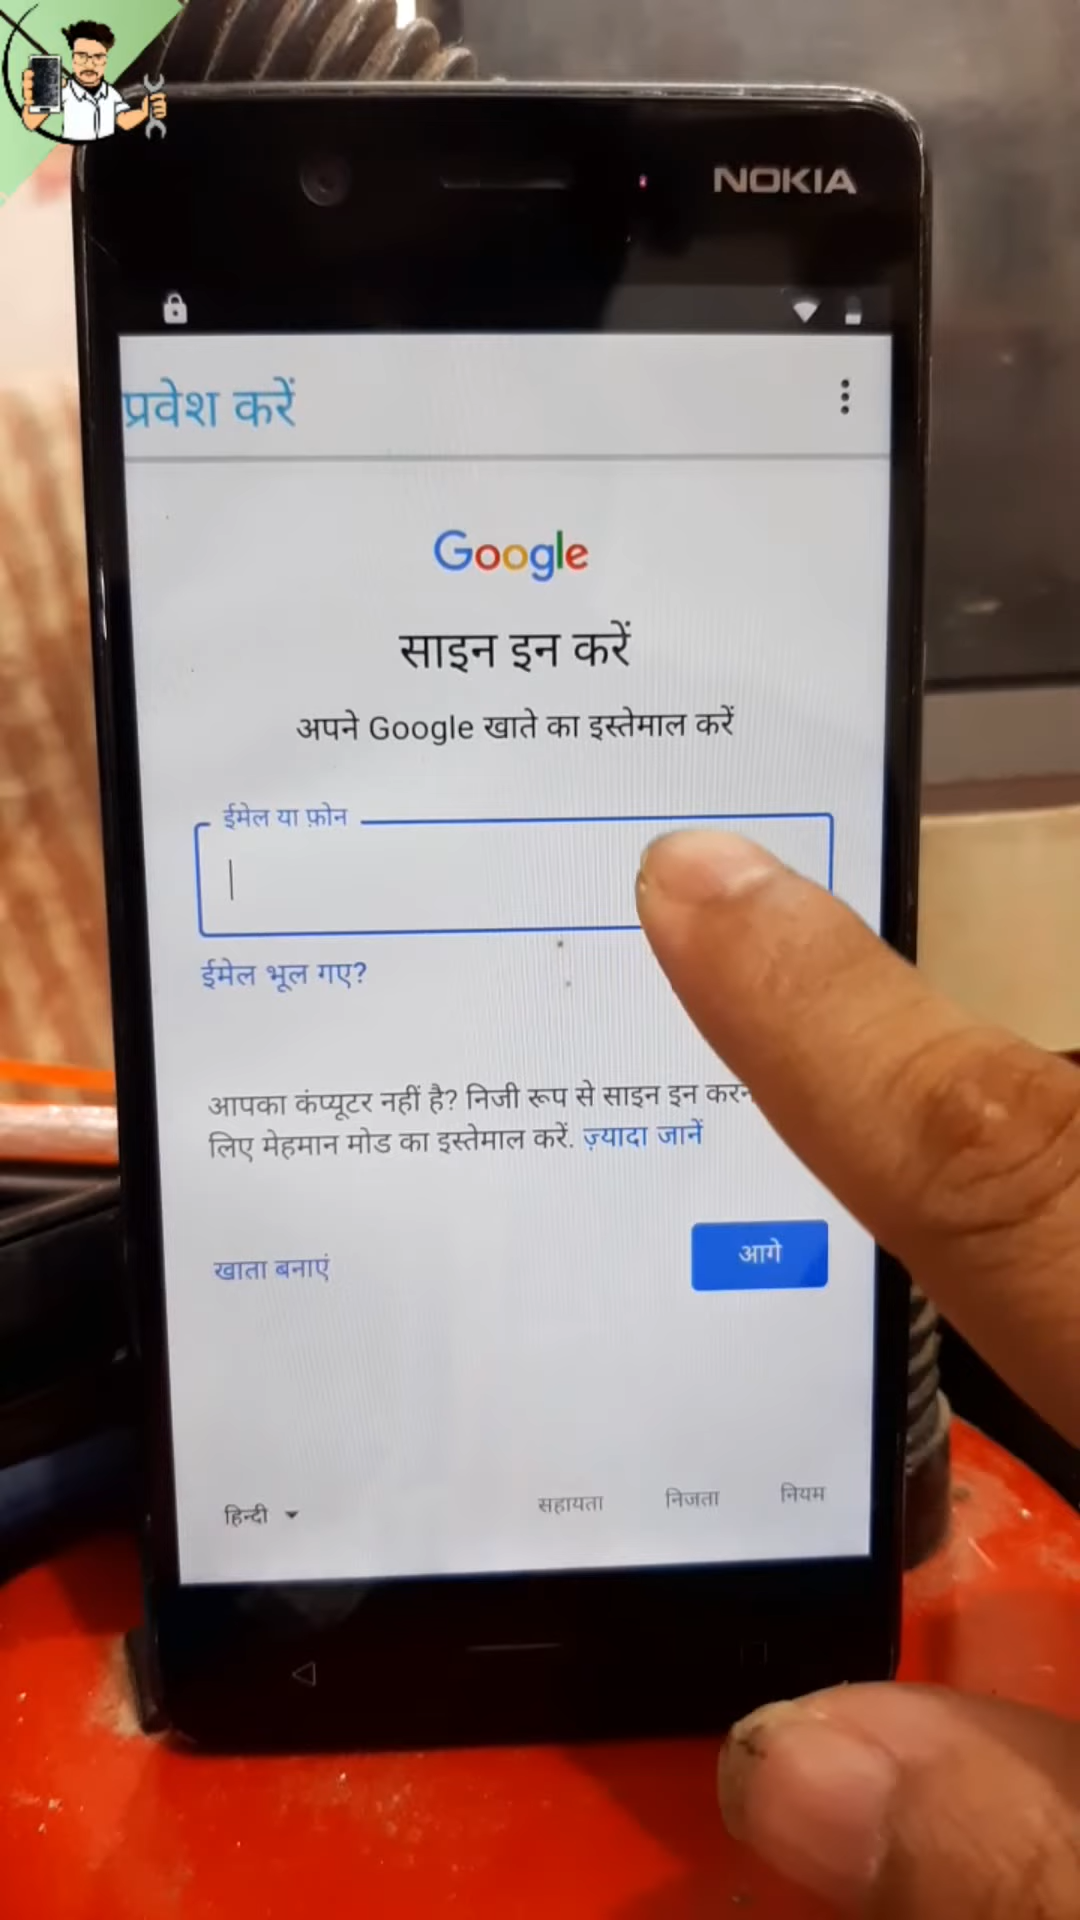 NOKIA
प्रवेश करें
Google
साइन इन करें
अपने Google खाते का इस्तेमाल करें
ईमेल या फ़ोन
ईमेल भूल गए?
आपका कंप्यूटर नहीं है? निजी रूप से साइन इन
लिए मेहमान मोड का इस्तेमाल करें. ज़्यादा जानें
खाता बनाएं
आगे
हिन्दी
सहायता
निजता
नियम